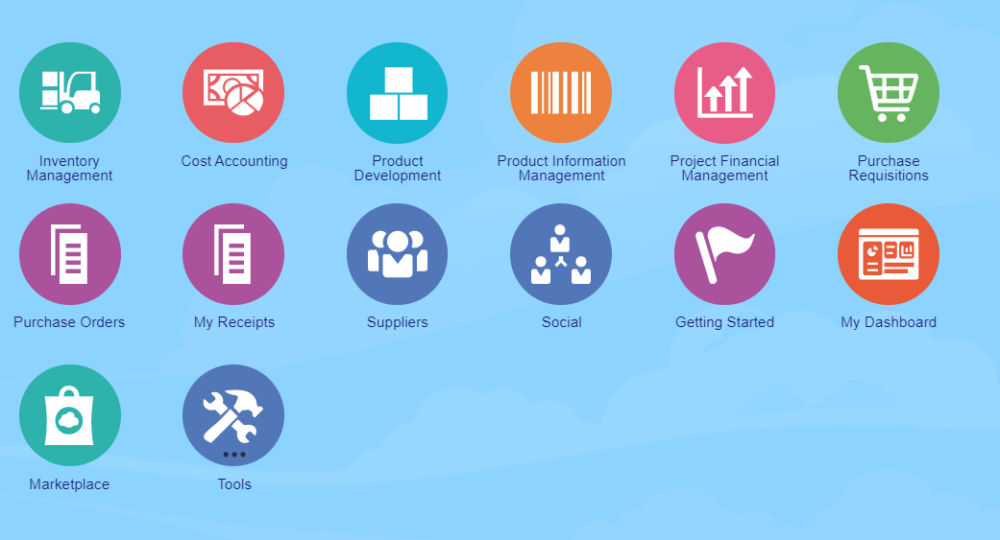 Inventory
Management
Cost Accounting
Product
Development
Product Information
Management
Project Financial
Management
Purchase
Requisitions
Purchase Orders
My Receipts
Suppliers
Social
Getting Started
My Dashboard
Marketplace
Tools